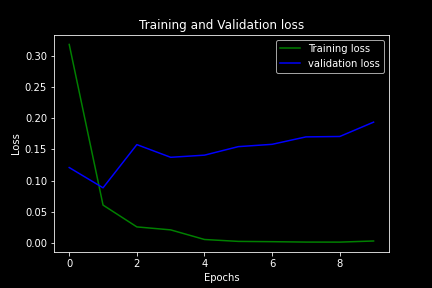 Training and Validation loss
Training loss
validation loss
0.30
0.25
0.20
0.15
0.10
0.05
0.00
Loss
0 2 4 6 8
Epochs